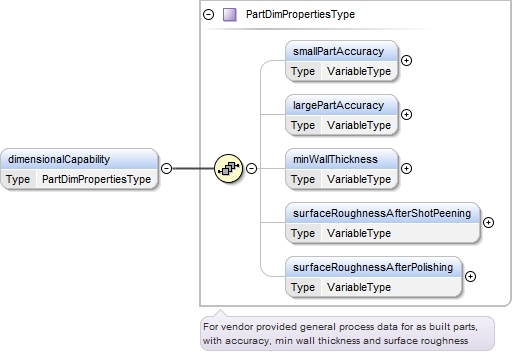 PartDimPropertiesType
smallPartAccuracy
Type VariableType
largePartAccuracy
Type VariableType
dimensionalCapability
Type PartDimPropertiesType
minWallThickness
Type VariableType
surfaceRoughnessAfterShotPeening
Type VariableType
surfaceRoughnessAfterPolishing
Type VariableType
For vendor provided general process data for as built parts,
with accuracy, min wall thickness and surface roughness